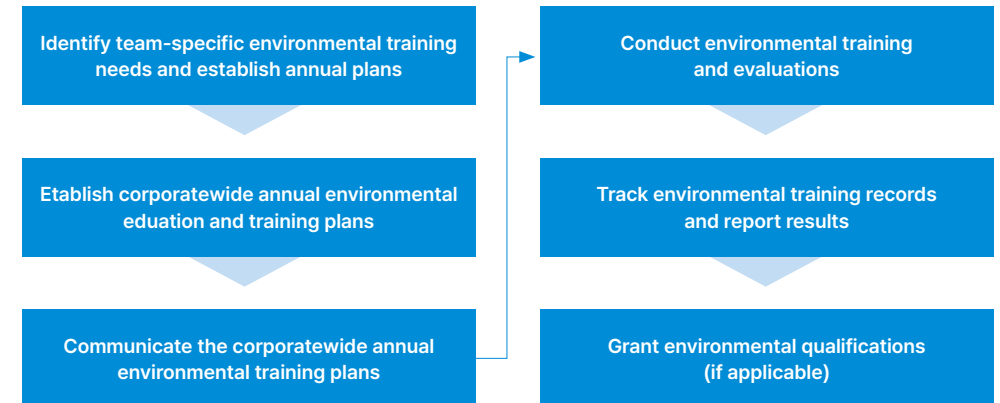 Identify team-specific environmental training
needs and establish annual plans
Etablish corporatewide annual environmental
eduation and training plans
Communicate the corporatewide annual
environmental training plans
Conduct environmental training
and evaluations
Track environmental training records
and report results
Grant environmental qualifications
(if applicable)